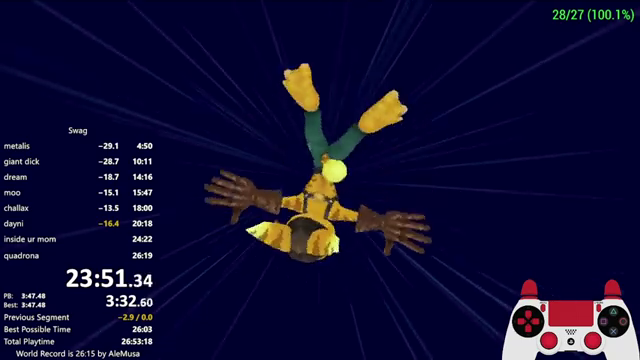 28/27 (100.1%)
Swag
metalis −29.1 4:50
giant dick −28.7 10:11
dream −18.7 14:16
moo −15.1 15:47
challax −13.5 18:00
dayni −16.4 20:18
inside ur mom 24:22
quadrona 26:19
23:51.34
PB: 3:47.48
Best: 3:47.48
3:32.60
Previous Segment −2.9 / 0.0
Best Possible Time 26:03
Total Playtime 26:53:18
World Record is 26:15 by AleMusa